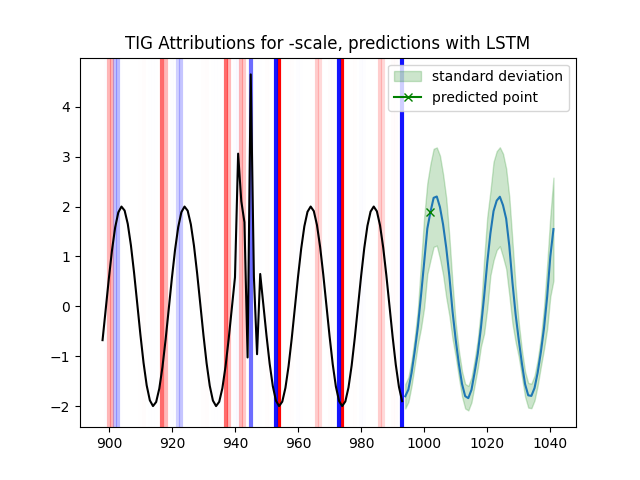 TIG Attributions for -scale, predictions with LSTM
standard deviation
predicted point
4
3
2
1
0
−1
−2
900 920 940 960 980 1000 1020 1040